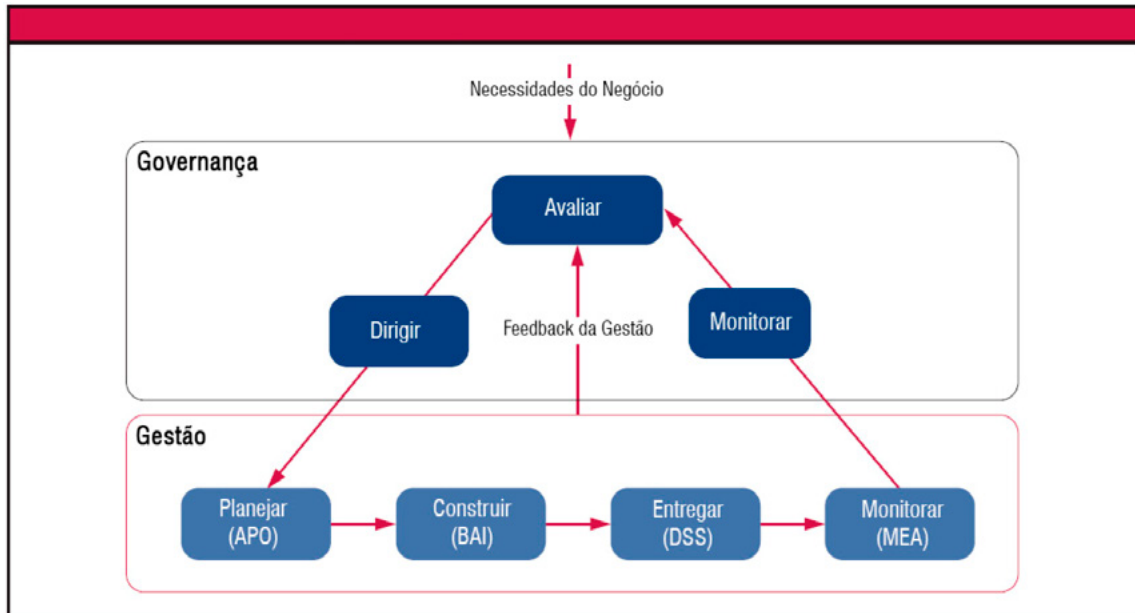 Necessidades do Negócio
Governança
Avaliar
Dirigir
Feedback da Gestão
Monitorar
Gestão
Planejar
(APO)
Construir
(BAI)
Entregar
(DSS)
Monitorar
(MEA)